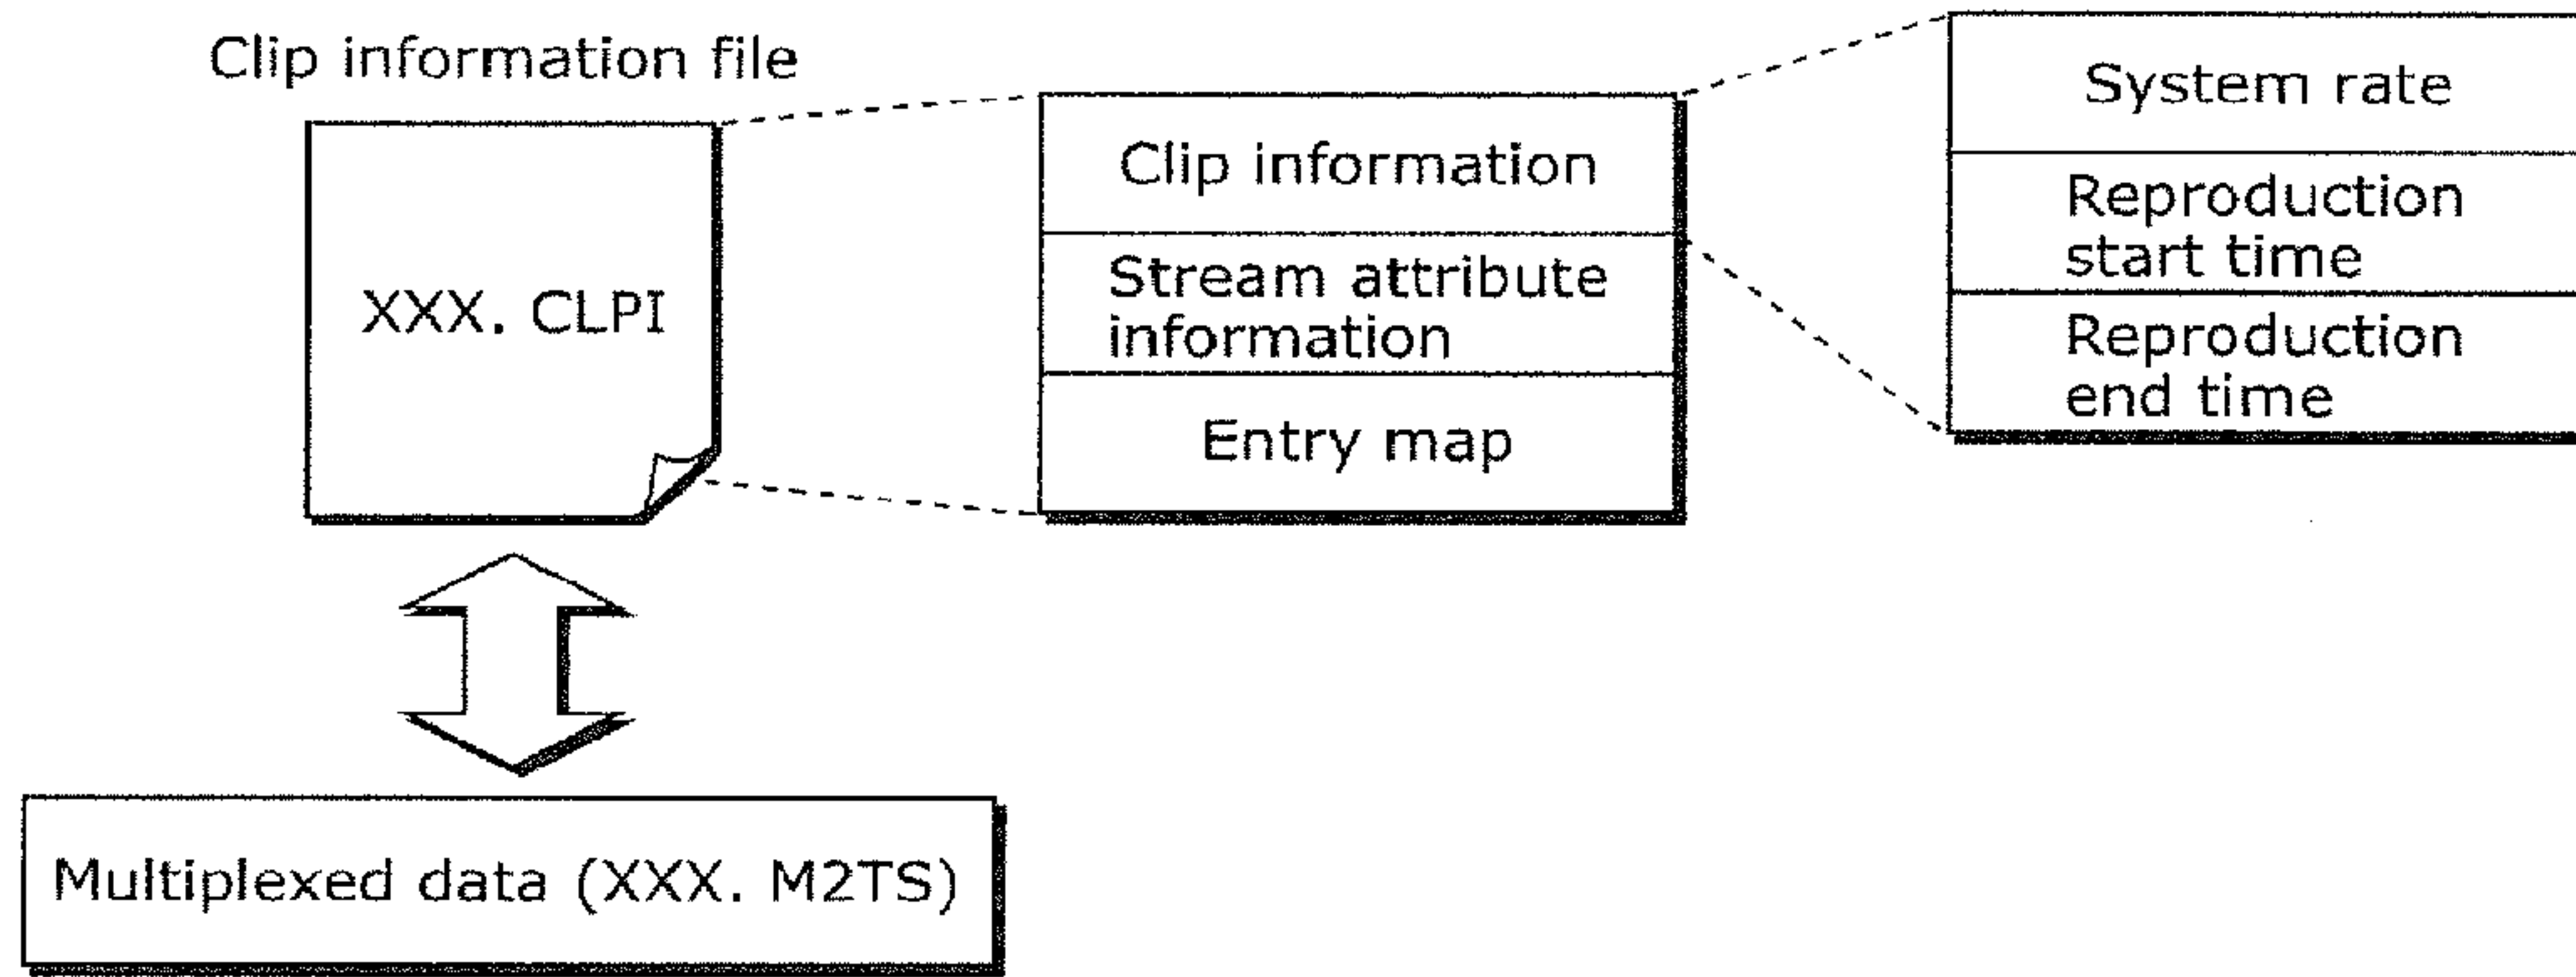 Clip information file
XXX. CLPI
Clip information
Stream attribute
information
Entry map
System rate
Reproduction
start time
Reproduction
end time
Multiplexed data (XXX. M2TS)